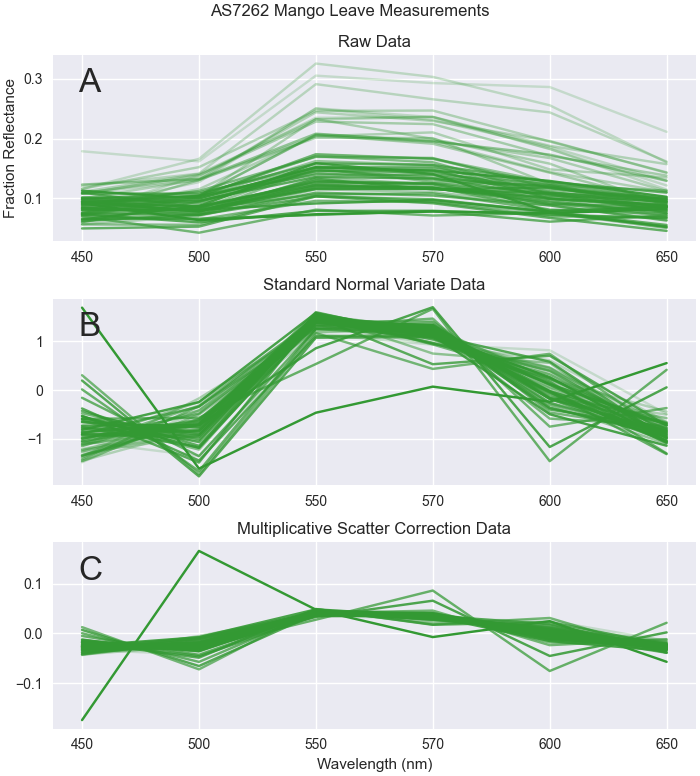 AS7262 Mango Leave Measurements
Raw Data
A
Fraction Reflectance
0.3
0.2
0.1
450 500 550 570 600 650
Standard Normal Variate Data
B
1
0
−1
450 500 550 570 600 650
Multiplicative Scatter Correction Data
C
0.1
0.0
−0.1
450 500 550 570 600 650
Wavelength (nm)